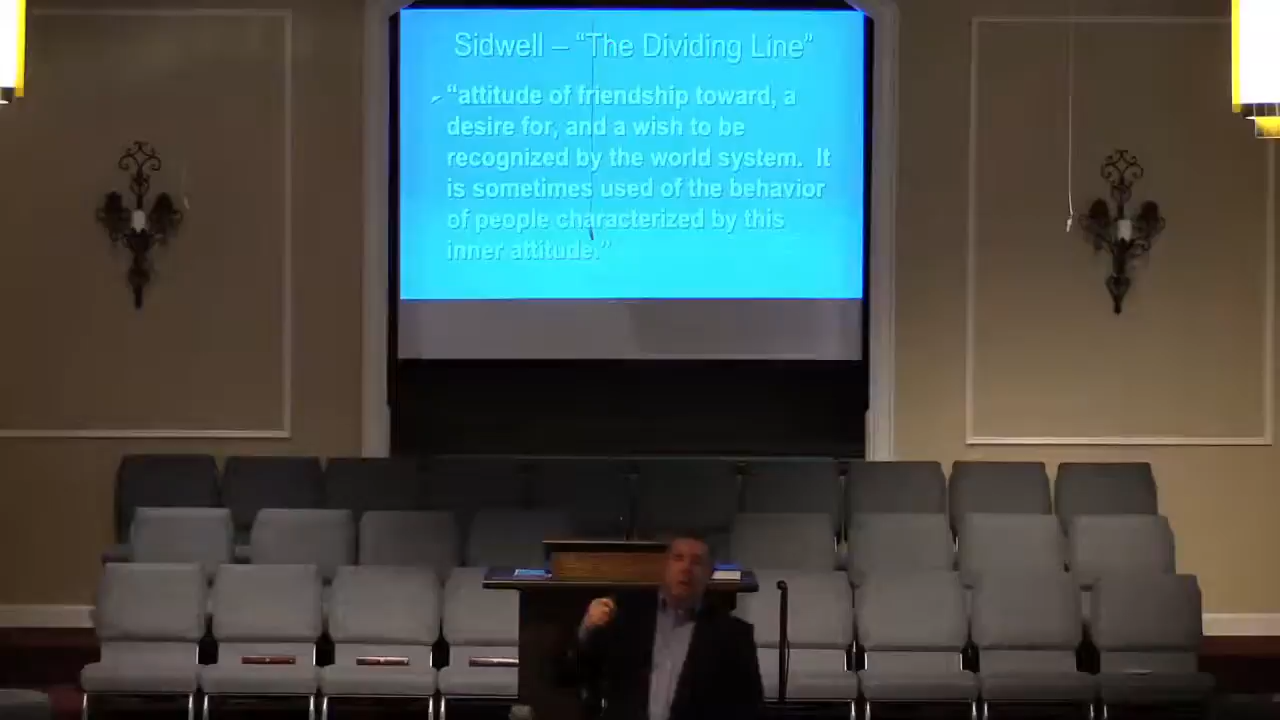 Sidwell – “The Dividing Line”
“attitude of friendship toward, a
desire for, and a wish to be
recognized by the world system. It
is sometimes used of the behavior
of people characterized by this
inner attitude.”